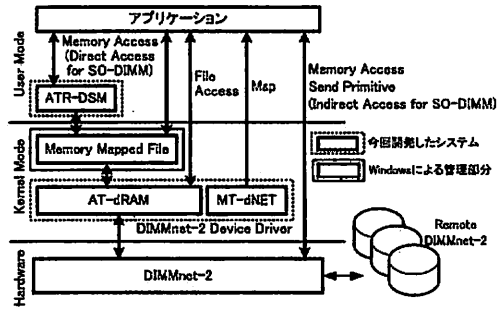 アプリケーション
User Mode
Memory Access
(Direct Access
for SO-DIMM)
File
Access
Map
Memory Access
Send Primitive
(Indirect Access for SO-DIMM)
ATR-DSM
Kernel Mode
Memory Mapped File
今回開発したシステム
Windowsによる管理部分
AT-dRAM
MT-dNET
DIMMnet-2 Device Driver
Remote
DIMMnet-2
Hardware
DIMMnet-2